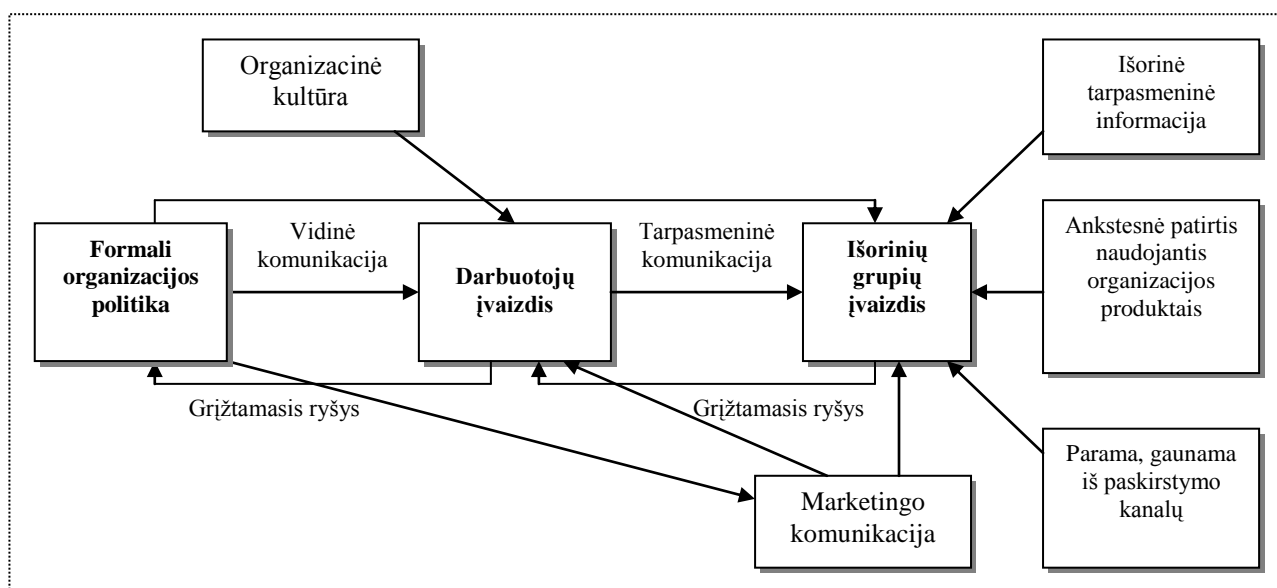 Organizacinė
kultūra
Išorinė
tarpasmeninė
informacija
Formali
organizacijos
politika
Vidinė
komunikacija
Darbuotojų
įvaizdis
Tarpasmeninė
komunikacija
Išorinių
grupių
įvaizdis
Ankstesnė patirtis
naudojantis
organizacijos
produktais
Grįžtamasis ryšys
Grįžtamasis ryšys
Marketingo
komunikacija
Parama, gaunama
iš paskirstymo
kanalų